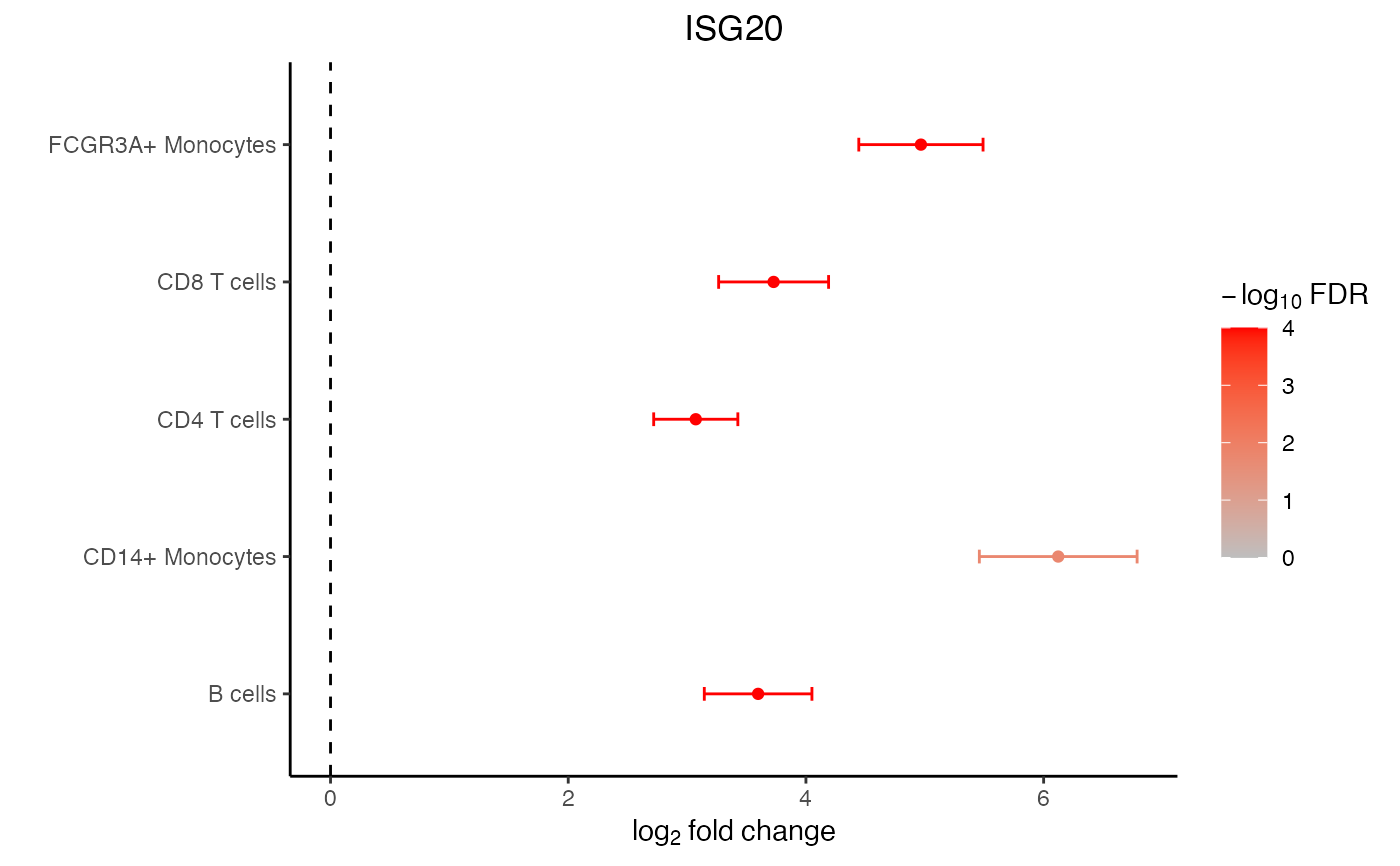 ISG20
FCGR3A+ Monocytes
CD8 T cells
CD4 T cells
CD14+ Monocytes
B cells
0 2 4 6
log₂ fold change
−log₁₀ FDR
4
3
2
1
0